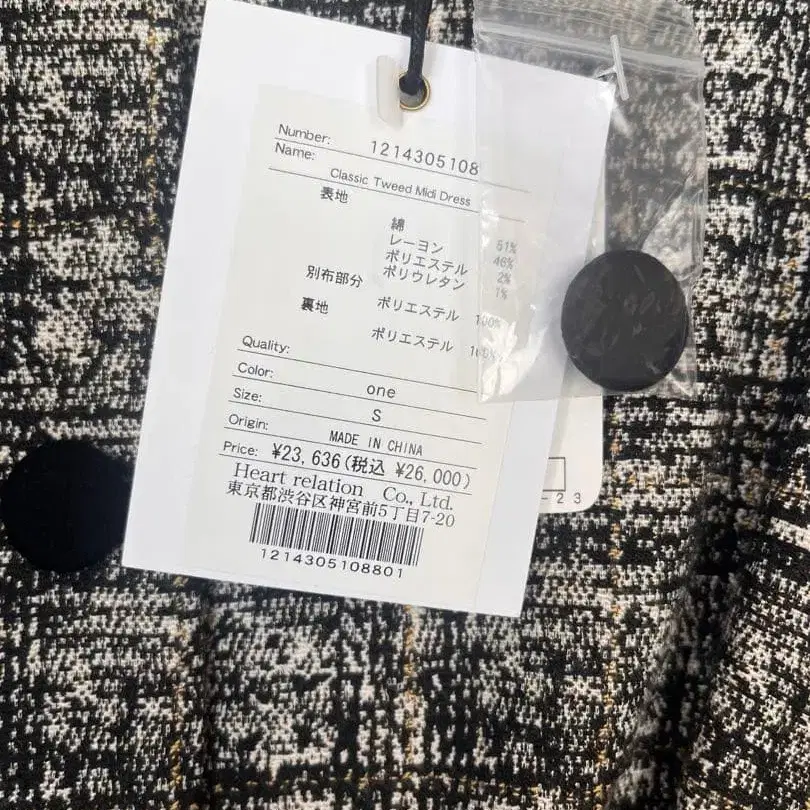 Number: 1214305108
Name: Classic Tweed Midi Dress
表地
綿 51%
レーヨン 46%
ポリエステル 2%
ポリウレタン 1%
別布部分
ポリエステル 100%
裏地
ポリエステル 100%
Quality:
Color: one
Size: S
Origin: MADE IN CHINA
Price: ¥23,636(税込 ¥26,000)
Heart relation Co., Ltd.
東京都渋谷区神宮前5丁目7-20
1214305108801
-23